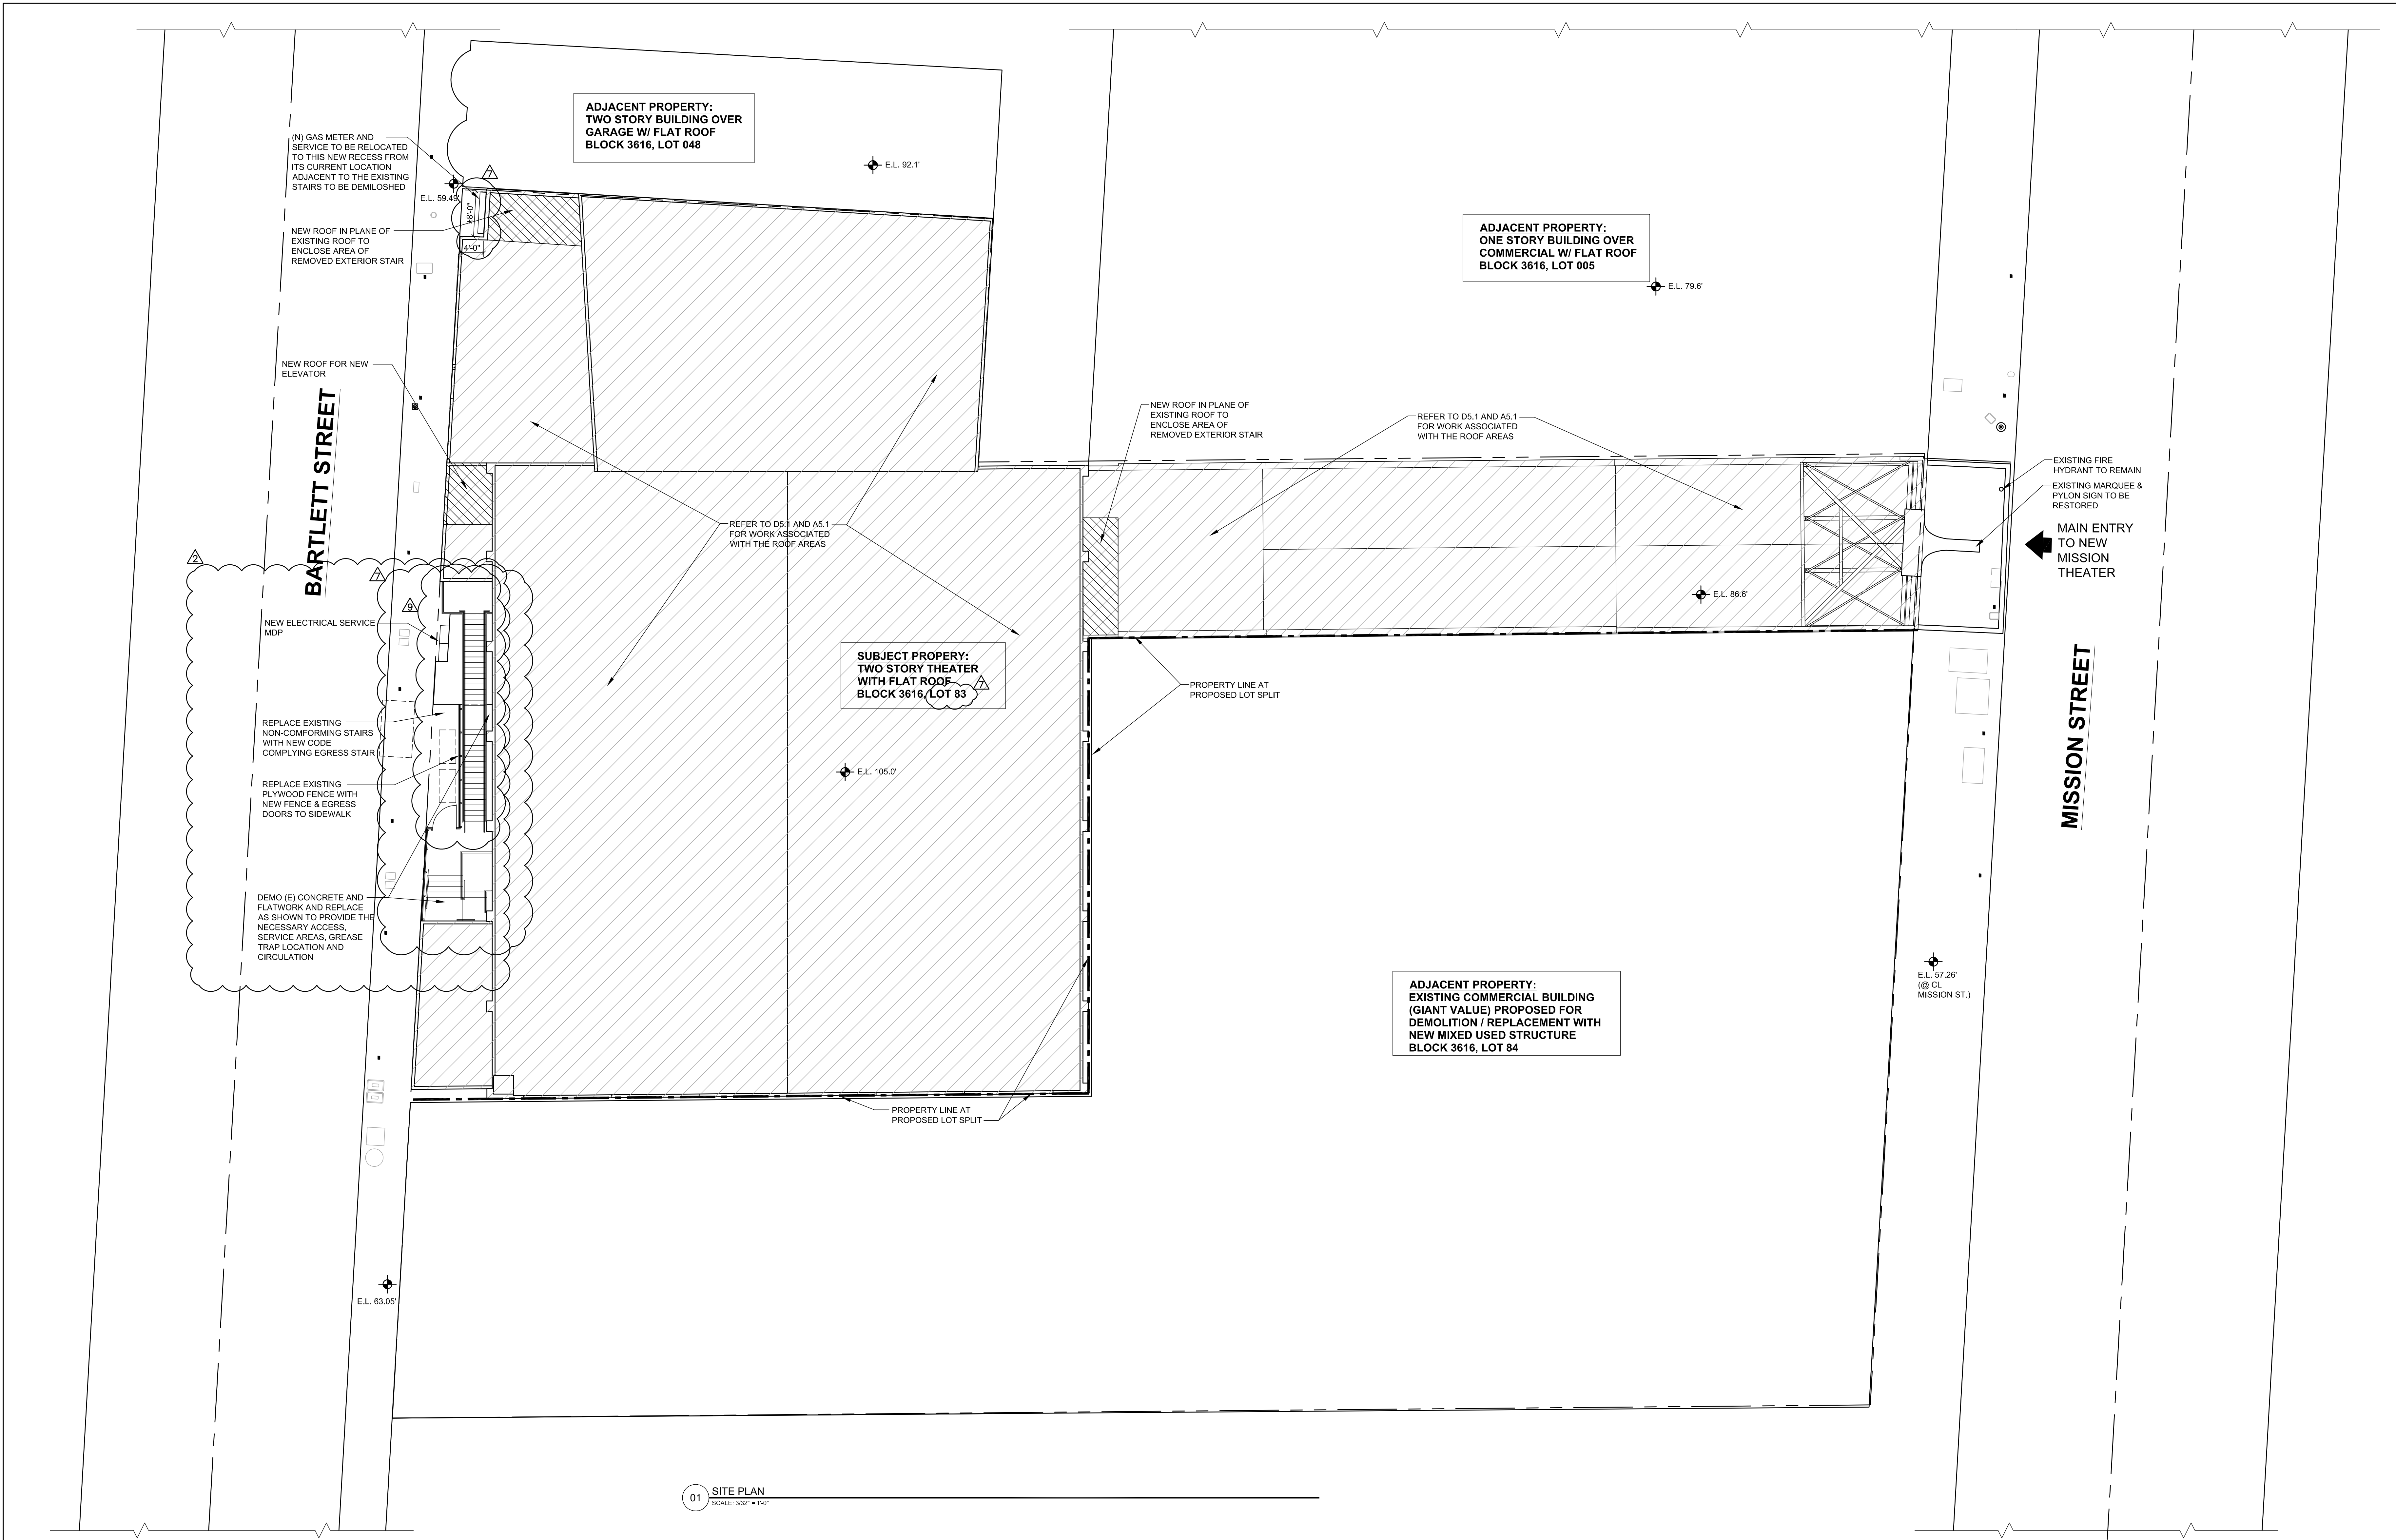 ADJACENT PROPERTY:
TWO STORY BUILDING OVER
GARAGE W/ FLAT ROOF
BLOCK 3616, LOT 048
(N) GAS METER AND
SERVICE TO BE RELOCATED
TO THIS NEW RECESS FROM
ITS CURRENT LOCATION
ADJACENT TO THE EXISTING
STAIRS TO BE DEMILOSHED
E.L. 92.1'
7
E.L. 59.49'
±8'-0"
4'-0"
NEW ROOF IN PLANE OF
EXISTING ROOF TO
ENCLOSE AREA OF
REMOVED EXTERIOR STAIR
ADJACENT PROPERTY:
ONE STORY BUILDING OVER
COMMERCIAL W/ FLAT ROOF
BLOCK 3616, LOT 005
E.L. 79.6'
NEW ROOF FOR NEW
ELEVATOR
BARTLETT STREET
NEW ROOF IN PLANE OF
EXISTING ROOF TO
ENCLOSE AREA OF
REMOVED EXTERIOR STAIR
REFER TO D5.1 AND A5.1
FOR WORK ASSOCIATED
WITH THE ROOF AREAS
EXISTING FIRE
HYDRANT TO REMAIN
EXISTING MARQUEE &
PYLON SIGN TO BE
RESTORED
MAIN ENTRY
TO NEW
MISSION
THEATER
REFER TO D5.1 AND A5.1
FOR WORK ASSOCIATED
WITH THE ROOF AREAS
2
7
9
E.L. 86.6'
NEW ELECTRICAL SERVICE
MDP
SUBJECT PROPERY:
TWO STORY THEATER
WITH FLAT ROOF
BLOCK 3616, LOT 83
7
PROPERTY LINE AT
PROPOSED LOT SPLIT
MISSION STREET
REPLACE EXISTING
NON-COMFORMING STAIRS
WITH NEW CODE
COMPLYING EGRESS STAIR
E.L. 105.0'
REPLACE EXISTING
PLYWOOD FENCE WITH
NEW FENCE & EGRESS
DOORS TO SIDEWALK
DEMO (E) CONCRETE AND
FLATWORK AND REPLACE
AS SHOWN TO PROVIDE THE
NECESSARY ACCESS,
SERVICE AREAS, GREASE
TRAP LOCATION AND
CIRCULATION
E.L. 57.26'
(@ CL
MISSION ST.)
ADJACENT PROPERTY:
EXISTING COMMERCIAL BUILDING
(GIANT VALUE) PROPOSED FOR
DEMOLITION / REPLACEMENT WITH
NEW MIXED USED STRUCTURE
BLOCK 3616, LOT 84
PROPERTY LINE AT
PROPOSED LOT SPLIT
E.L. 63.05'
01
SITE PLAN
SCALE: 3/32" = 1'-0"